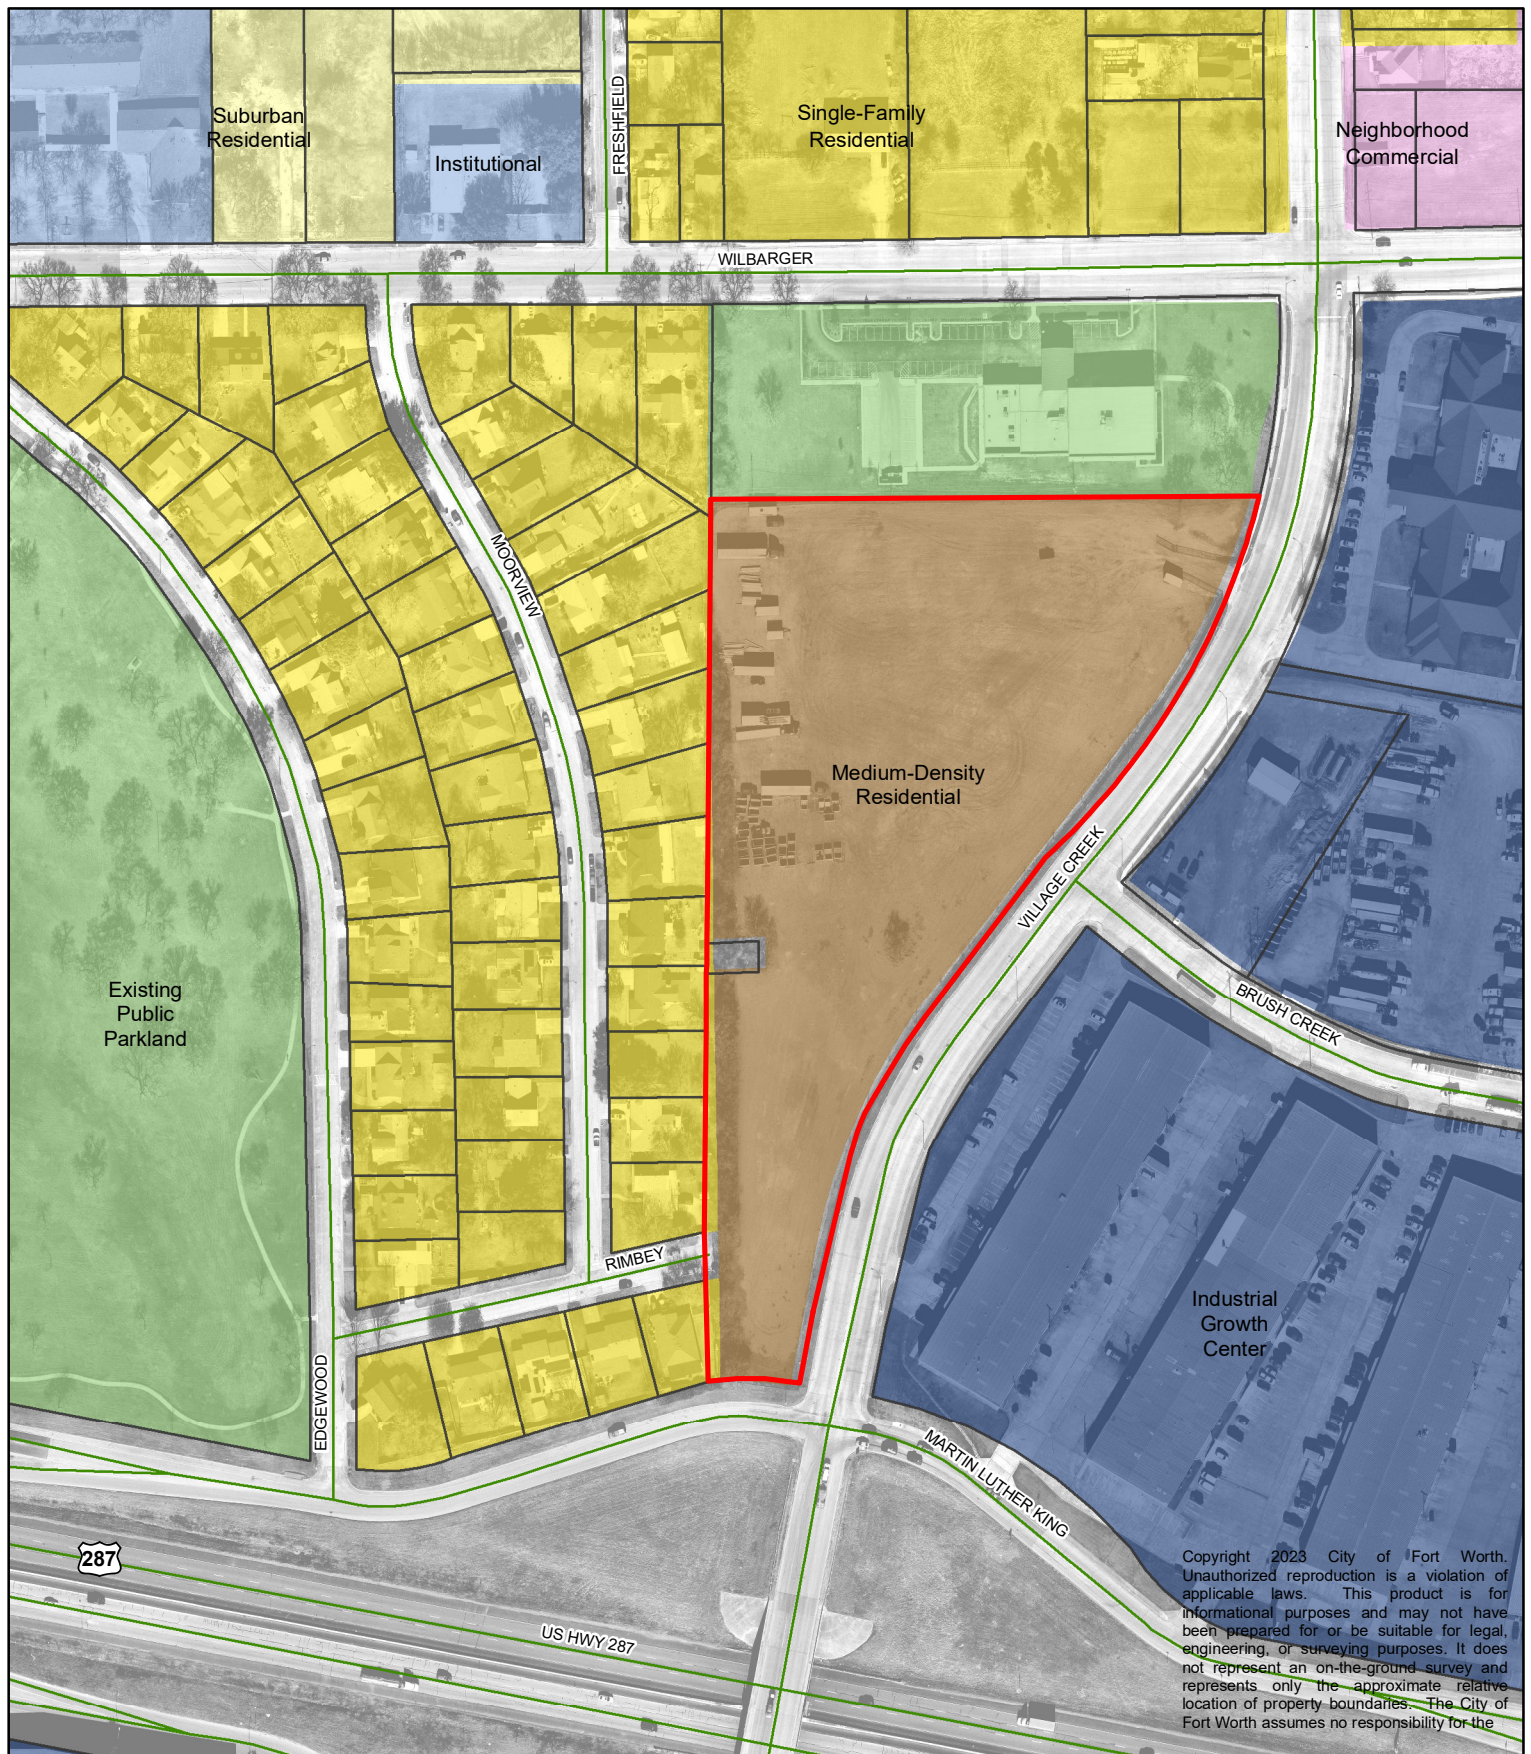 Suburban
Residential
Institutional
FRESHFIELD
Single-Family
Residential
Neighborhood
Commercial
WILBARGER
MOORVIEW
Medium-Density
Residential
VILLAGE CREEK
Existing
Public
Parkland
BRUSH CREEK
RIMBEY
Industrial
Growth
Center
EDGEWOOD
MARTIN LUTHER KING
287
US HWY 287
Copyright 2023 City of Fort Worth.
Unauthorized reproduction is a violation of
applicable laws. This product is for
informational purposes and may not have
been prepared for or be suitable for legal,
engineering, or surveying purposes. It does
not represent an on-the-ground survey and
represents only the approximate relative
location of property boundaries. The City of
Fort Worth assumes no responsibility for the